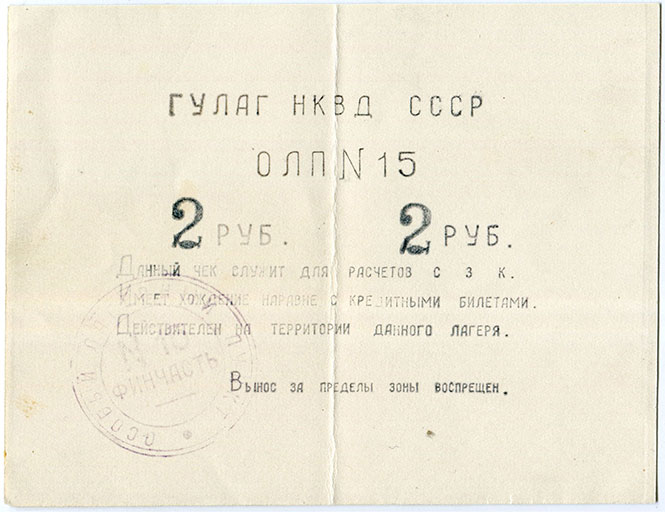 ГУЛАГ НКВД СССР
ОЛП N 15
2 РУБ. 2 РУБ.
ДАННЫЙ ЧЕК СЛУЖИТ ДЛЯ РАСЧЕТОВ С З К.
ИМЕЕТ ХОЖДЕНИЕ НАРАВНЕ С КРЕДИТНЫМИ БИЛЕТАМИ.
ДЕЙСТВИТЕЛЕН НА ТЕРРИТОРИИ ДАННОГО ЛАГЕРЯ.
ВЫНОС ЗА ПРЕДЕЛЫ ЗОНЫ ВОСПРЕЩЕН.
N 15
ФИНЧАСТЬ